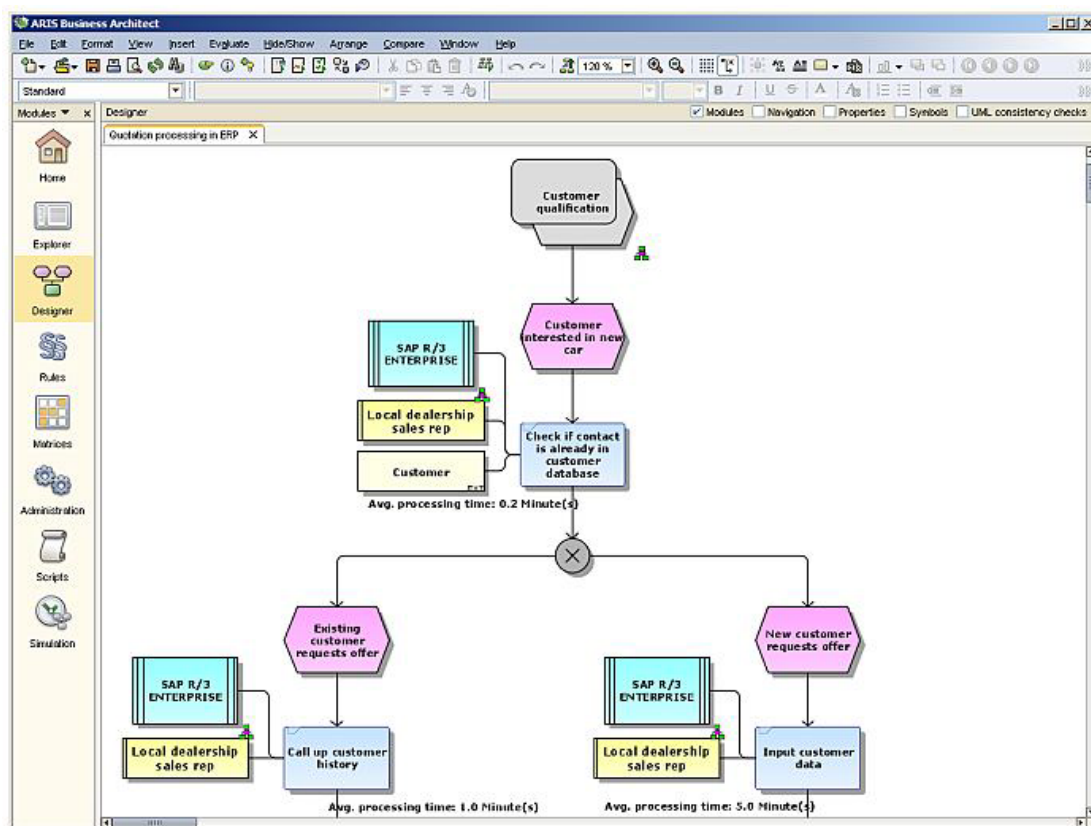 ARIS Business Architect
File Edit Format View Insert Evaluate Hide/Show Arrange Compare Window Help
120 %
Standard
B I U S A
Modules
Designer
Modules Navigation Properties Symbols UML consistency checks
Quotation processing in ERP X
Home
Explorer
Designer
Rules
Matrices
Administration
Scripts
Simulation
Customer
qualification
Customer
interested in new
car
SAP R/3
ENTERPRISE
Local dealership
sales rep
Customer
EXT
Check if contact
is already in
customer
database
Avg. processing time: 0.2 Minute(s)
Existing
customer
requests offer
New customer
requests offer
SAP R/3
ENTERPRISE
Local dealership
sales rep
Call up customer
history
Avg. processing time: 1.0 Minute(s)
SAP R/3
ENTERPRISE
Local dealership
sales rep
Input customer
data
Avg. processing time: 5.0 Minute(s)